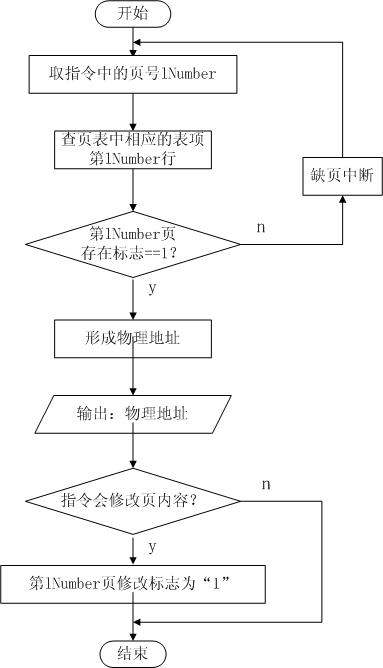 开始
取指令中的页号lNumber
查页表中相应的表项
第lNumber行
缺页中断
第lNumber页
存在标志==1?
n
y
形成物理地址
输出：物理地址
指令会修改页内容?
n
y
第lNumber页修改标志为“1”
结束